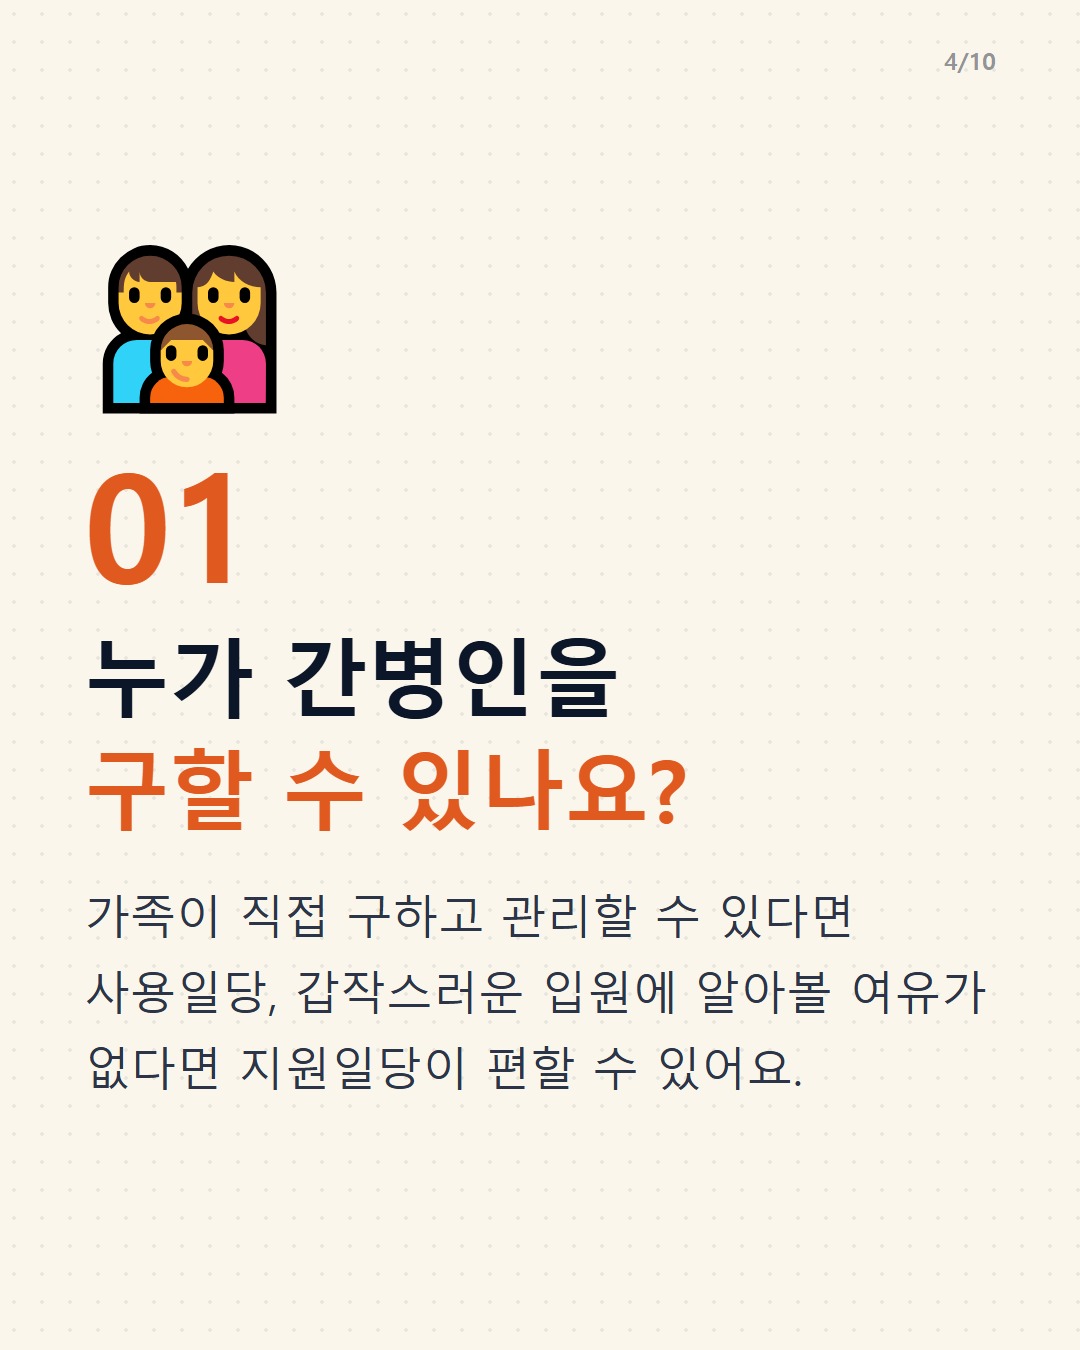 4/10
01
누가 간병인을
구할 수 있나요?
가족이 직접 구하고 관리할 수 있다면
사용일당, 갑작스러운 입원에 알아볼 여유가
없다면 지원일당이 편할 수 있어요.